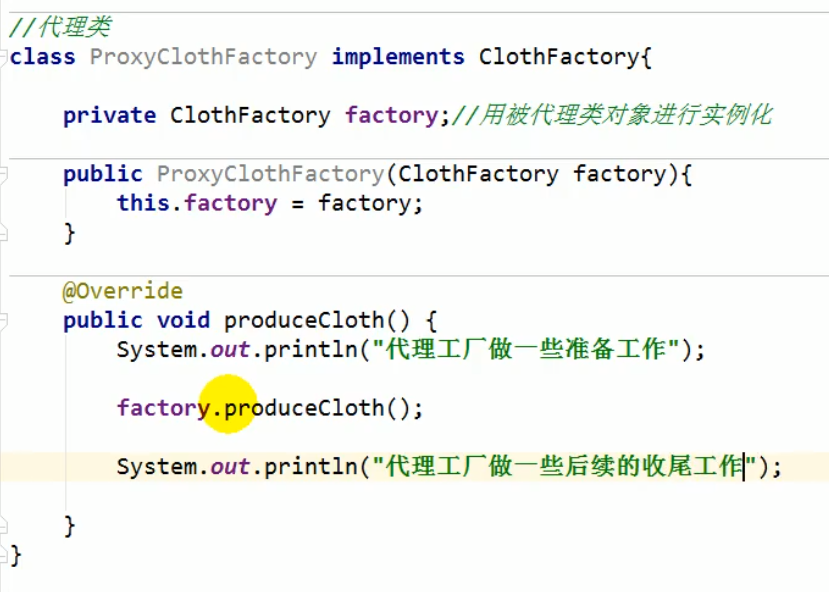 //代理类
class ProxyClothFactory implements ClothFactory{
private ClothFactory factory;//用被代理类对象进行实例化
public ProxyClothFactory(ClothFactory factory){
this.factory = factory;
}
@Override
public void produceCloth() {
System.out.println("代理工厂做一些准备工作");
factory.produceCloth();
System.out.println("代理工厂做一些后续的收尾工作");
}
}